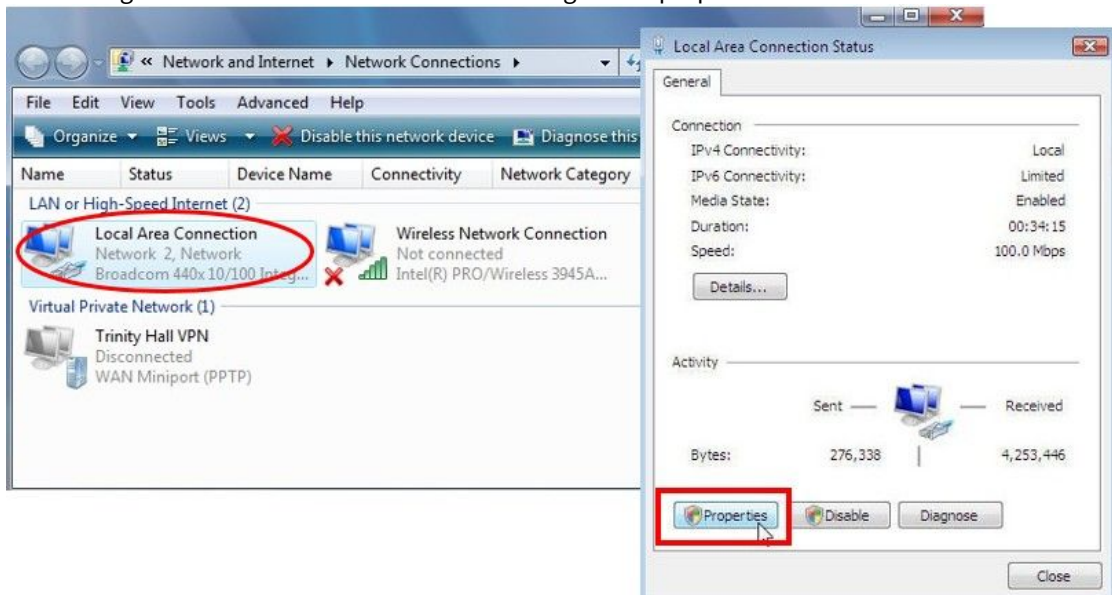 Local Area Connection Status
« Network and Internet ▸ Network Connections ▸
General
File Edit View Tools Advanced Help
Organize Views Disable this network device Diagnose this
Name Status Device Name Connectivity Network Category
LAN or High-Speed Internet (2)
Local Area Connection
Network 2, Network
Broadcom 440x 10/100 Integ...
Wireless Network Connection
Not connected
Intel(R) PRO/Wireless 3945A...
Virtual Private Network (1)
Trinity Hall VPN
Disconnected
WAN Miniport (PPTP)
Connection
IPv4 Connectivity: Local
IPv6 Connectivity: Limited
Media State: Enabled
Duration: 00:34:15
Speed: 100.0 Mbps
Details...
Activity
Sent — — Received
Bytes: 276,338 4,253,446
Properties Disable Diagnose
Close